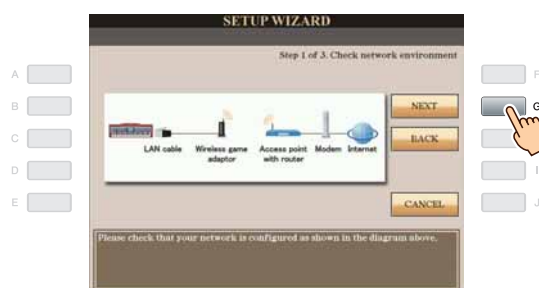 SETUP WIZARD
Step 1 of 3. Check network environment
A
F
B
NEXT
G
LAN cable
Wireless game
adaptor
Access point
with router
Modem
Internet
C
BACK
D
I
E
CANCEL
J
Please check that your network is configured as shown in the diagram above.